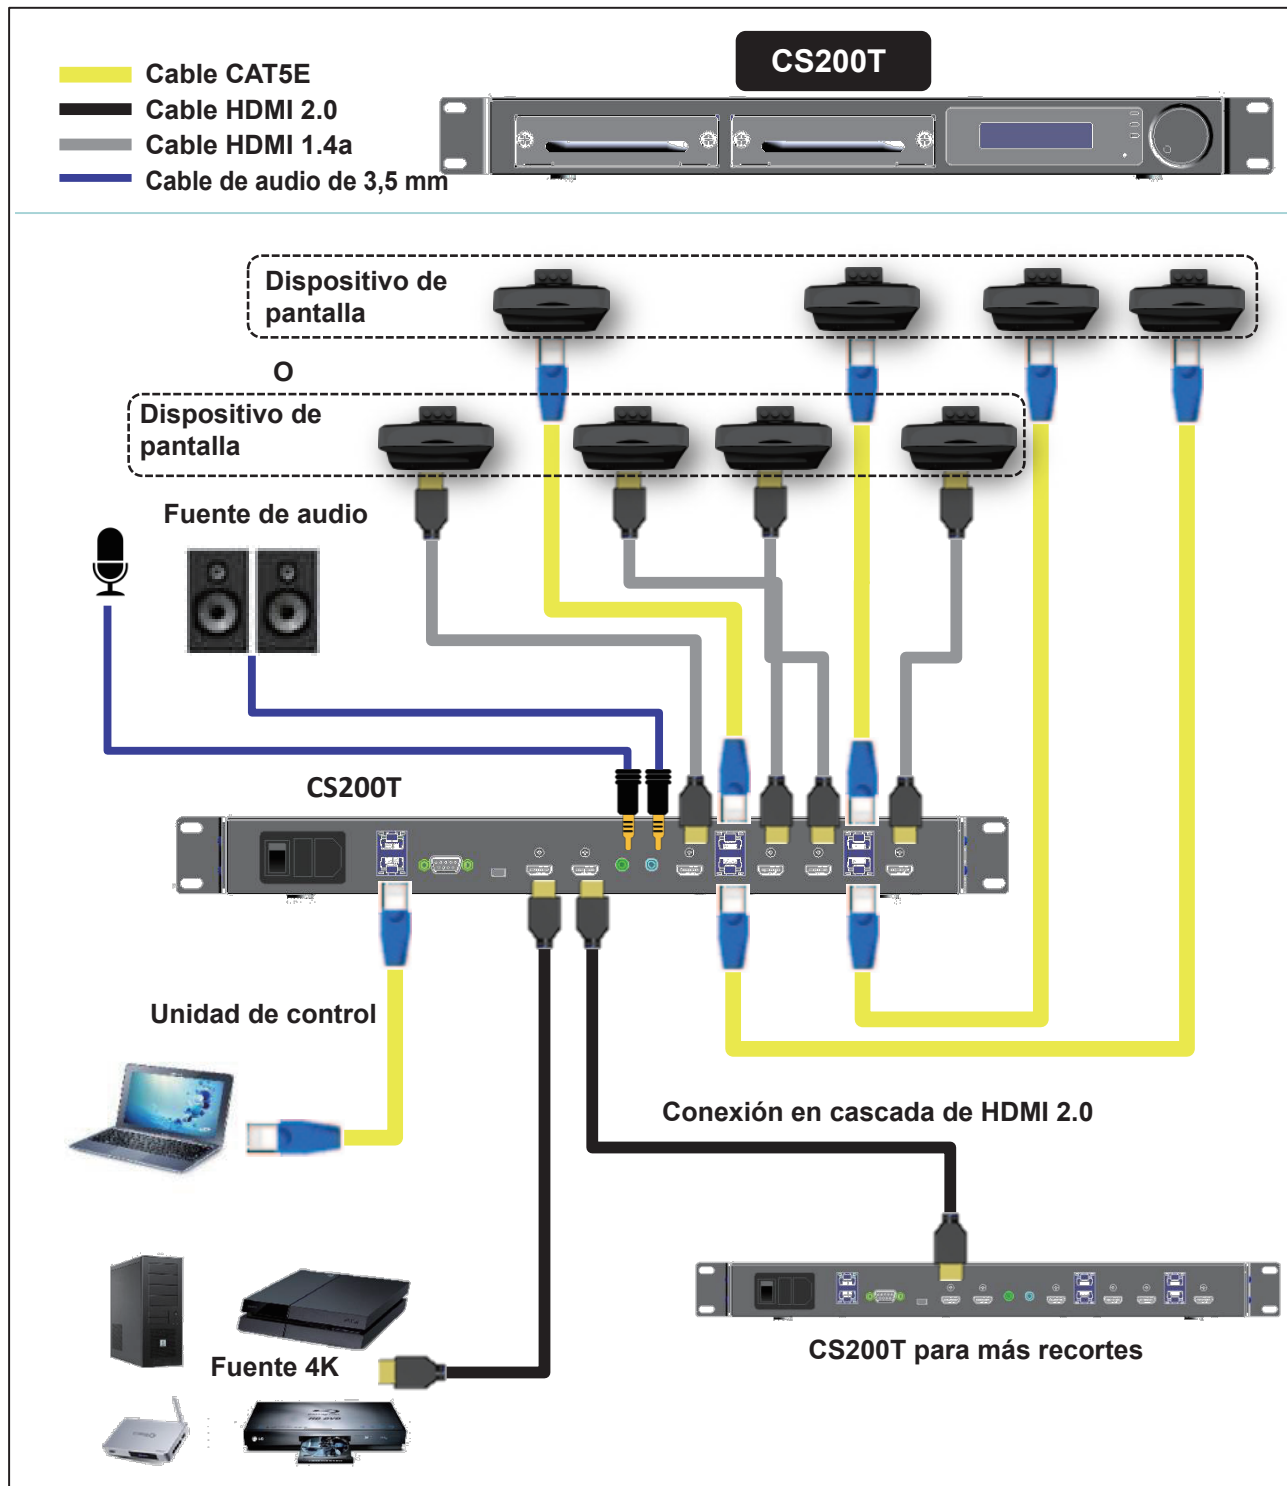 CS200T
Cable CAT5E
Cable HDMI 2.0
Cable HDMI 1.4a
Cable de audio de 3,5 mm
Dispositivo de
pantalla
O
Dispositivo de
pantalla
Fuente de audio
CS200T
Unidad de control
Conexión en cascada de HDMI 2.0
CS200T para más recortes
Fuente 4K